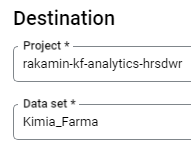 Destination
Project *
rakamin-kf-analytics-hrsdwr
Data set *
Kimia_Farma